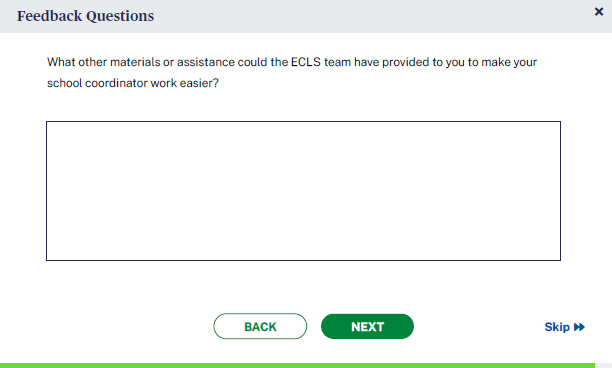 Feedback Questions
What other materials or assistance could the ECLS team have provided to you to make your
school coordinator work easier?
BACK
NEXT
Skip